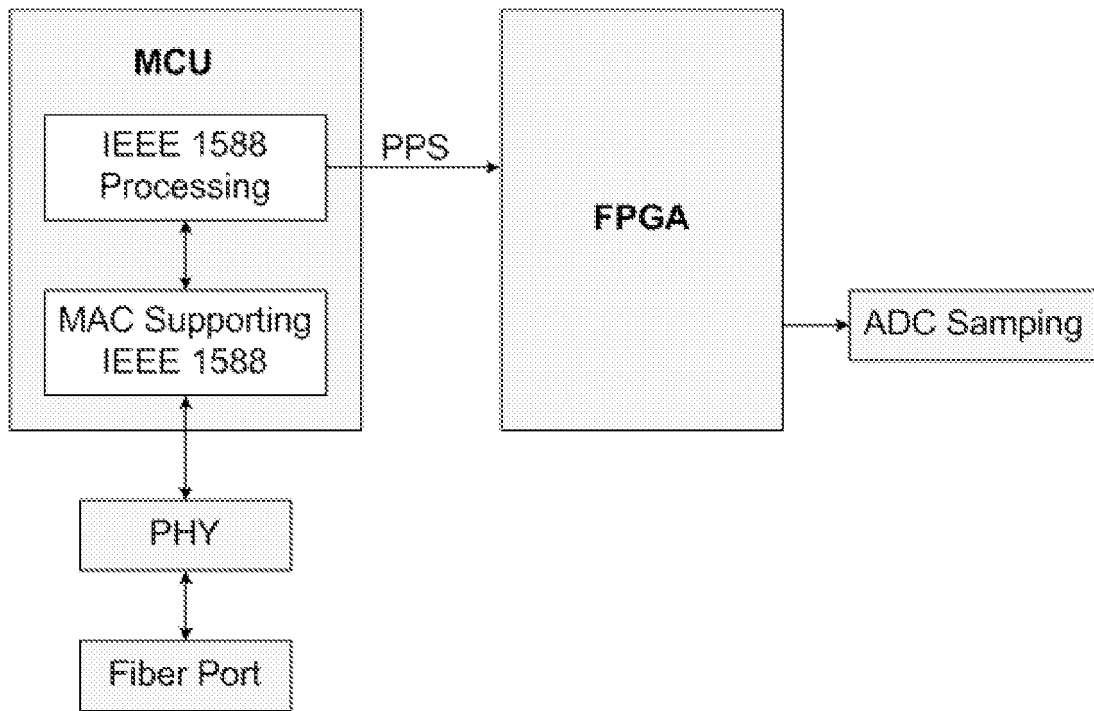 MCU
IEEE 1588
Processing
PPS
FPGA
MAC Supporting
IEEE 1588
ADC Samping
PHY
Fiber Port